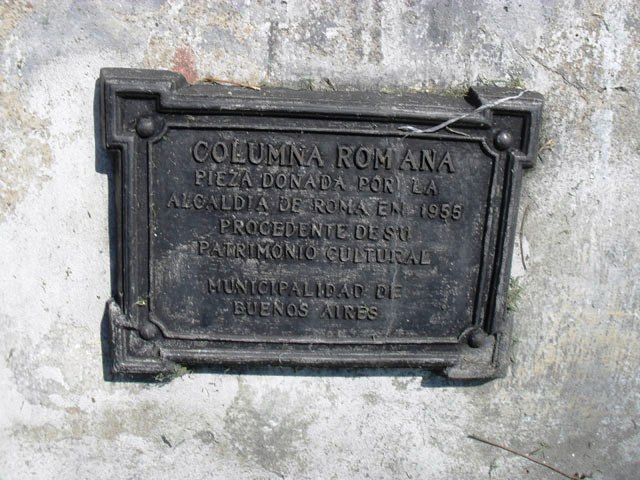 COLUMNA ROMANA
PIEZA DONADA POR LA
ALCALDIA DE ROMA EN 1955
PROCEDENTE DE SU
PATRIMONIO CULTURAL
MUNICIPALIDAD DE
BUENOS AIRES